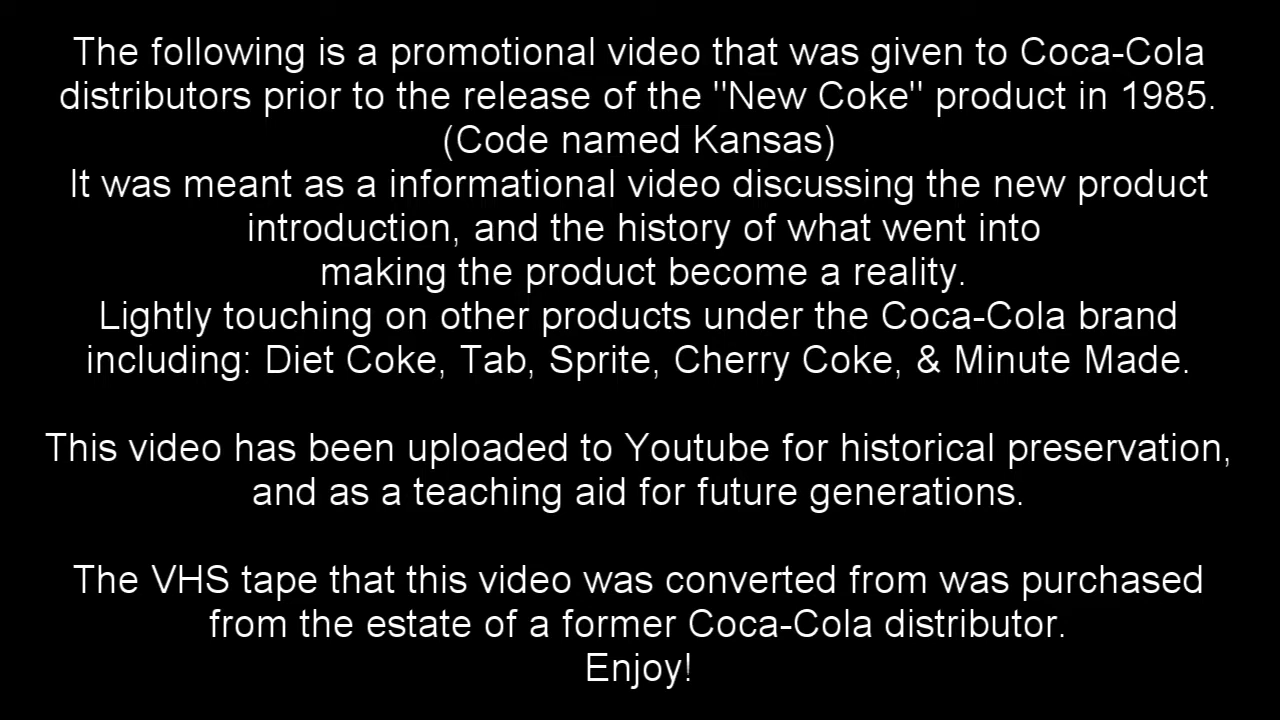 The following is a promotional video that was given to Coca-Cola
distributors prior to the release of the "New Coke" product in 1985.
(Code named Kansas)
It was meant as a informational video discussing the new product
introduction, and the history of what went into
making the product become a reality.
Lightly touching on other products under the Coca-Cola brand
including: Diet Coke, Tab, Sprite, Cherry Coke, & Minute Made.
This video has been uploaded to Youtube for historical preservation,
and as a teaching aid for future generations.
The VHS tape that this video was converted from was purchased
from the estate of a former Coca-Cola distributor.
Enjoy!